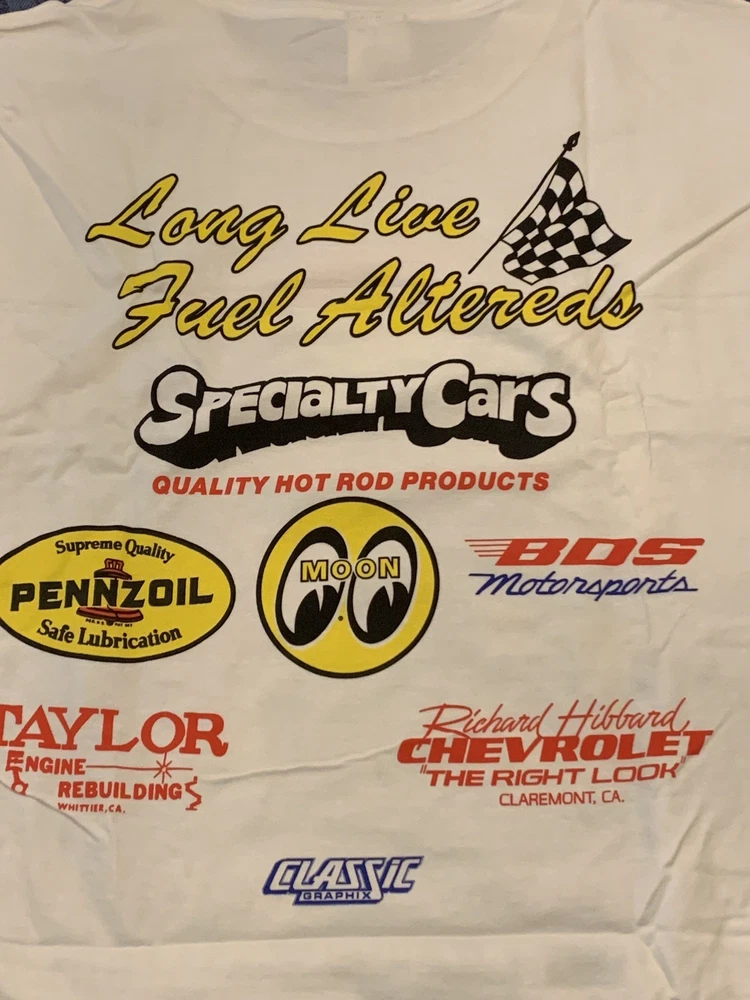 Long Live
Fuel Altereds
SPECIALTY CARS
QUALITY HOT ROD PRODUCTS
Supreme Quality
PENNZOIL
Safe Lubrication
MOON
BDS
Motorsports
TAYLOR
ENGINE
REBUILDING
WHITTIER, CA.
Richard Hibbard
CHEVROLET
"THE RIGHT LOOK"
CLAREMONT, CA.
CLASSIC
GRAPHIX